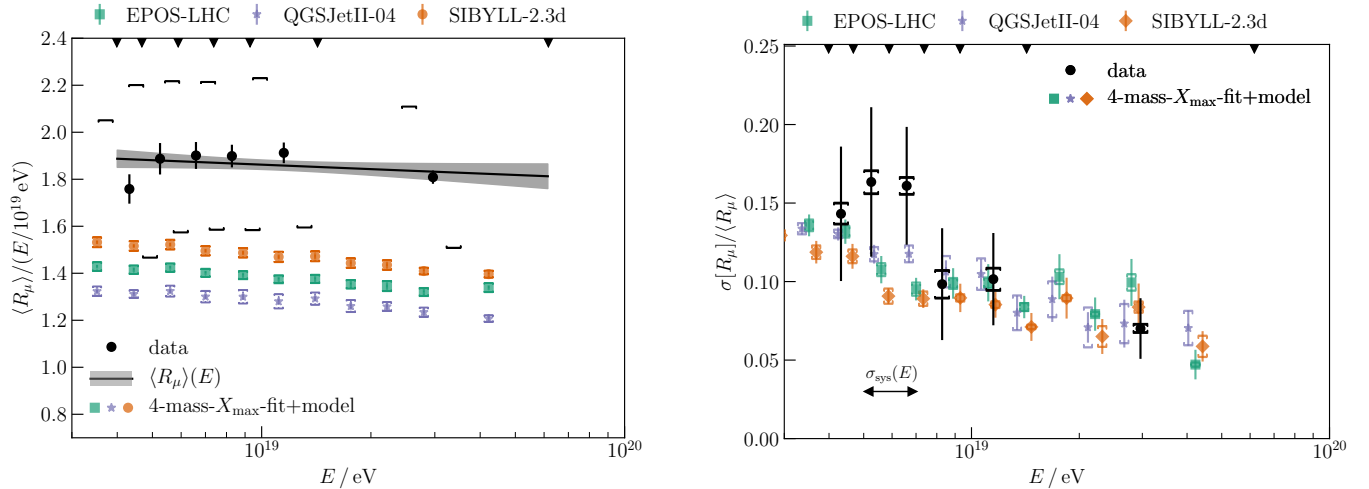 EPOS-LHC QGSJetII-04 SIBYLL-2.3d
2.4
2.2
2.0
1.8
1.6
1.4
1.2
1.0
0.8
⟨R_μ⟩/(E/10^19 eV)
data
⟨R_μ⟩(E)
4-mass-X_max-fit+model
10^19 10^20
E / eV
EPOS-LHC QGSJetII-04 SIBYLL-2.3d
0.25
0.20
0.15
0.10
0.05
0.00
σ[R_μ]/⟨R_μ⟩
data
4-mass-X_max-fit+model
σ_sys(E)
10^19 10^20
E / eV